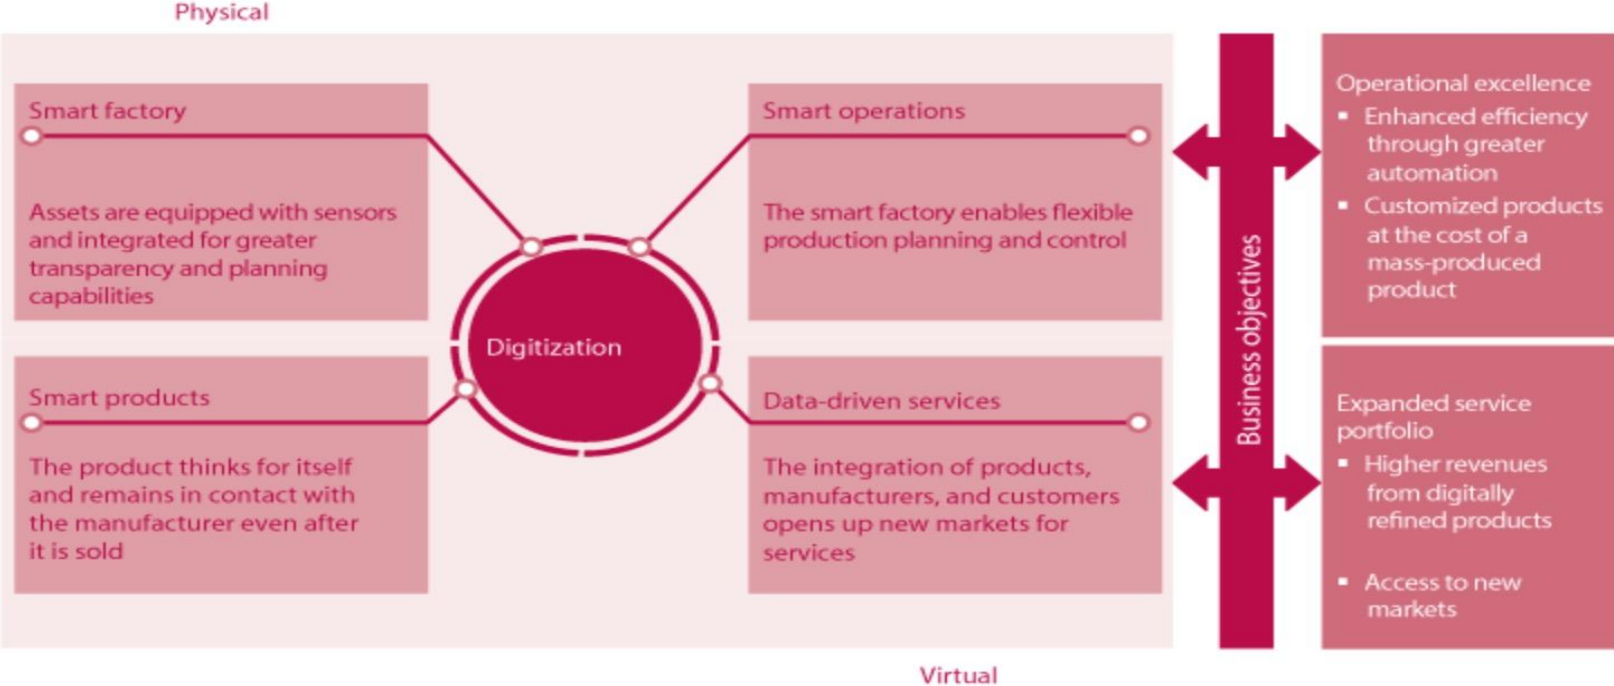 Physical
Smart factory
Assets are equipped with sensors
and integrated for greater
transparency and planning
capabilities
Smart operations
The smart factory enables flexible
production planning and control
Digitization
Smart products
The product thinks for itself
and remains in contact with
the manufacturer even after
it is sold
Data-driven services
The integration of products,
manufacturers, and customers
opens up new markets for
services
Virtual
Business objectives
Operational excellence
▪ Enhanced efficiency
through greater
automation
▪ Customized products
at the cost of a
mass-produced
product
Expanded service
portfolio
▪ Higher revenues
from digitally
refined products
▪ Access to new
markets